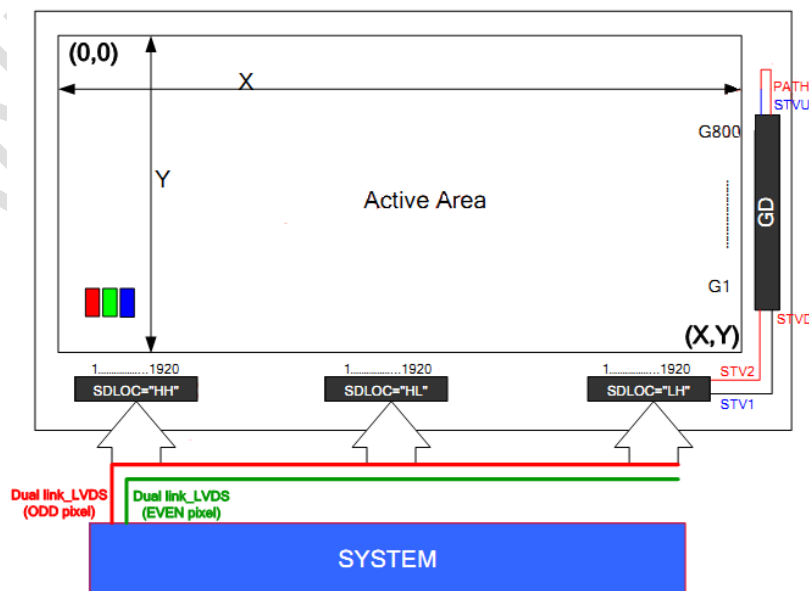 (0,0)
X
PATH
STVU
G800
Y
Active Area
GD
G1
STVD
(X,Y)
1..................1920
1..................1920
1..................1920
STV2
SDLOC="HH"
SDLOC="HL"
SDLOC="LH"
STV1
Dual link_LVDS
(ODD pixel)
Dual link_LVDS
(EVEN pixel)
SYSTEM